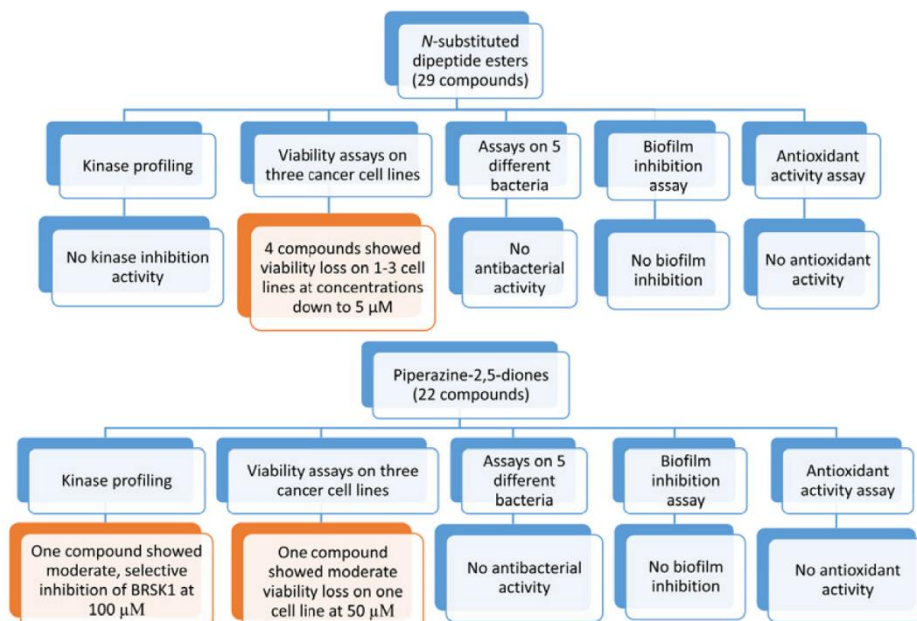 N-substituted
dipeptide esters
(29 compounds)
Kinase profiling
Viability assays on
three cancer cell lines
Assays on 5
different
bacteria
Biofilm
inhibition
assay
Antioxidant
activity assay
No kinase inhibition
activity
4 compounds showed
viability loss on 1-3 cell
lines at concentrations
down to 5 μM
No
antibacterial
activity
No biofilm
inhibition
No antioxidant
activity
Piperazine-2,5-diones
(22 compounds)
Kinase profiling
Viability assays on three
cancer cell lines
Assays on 5
different
bacteria
Biofilm
inhibition
assay
Antioxidant
activity assay
One compound showed
moderate, selective
inhibition of BRSK1 at
100 μM
One compound
showed moderate
viability loss on one
cell line at 50 μM
No antibacterial
activity
No biofilm
inhibition
No antioxidant
activity